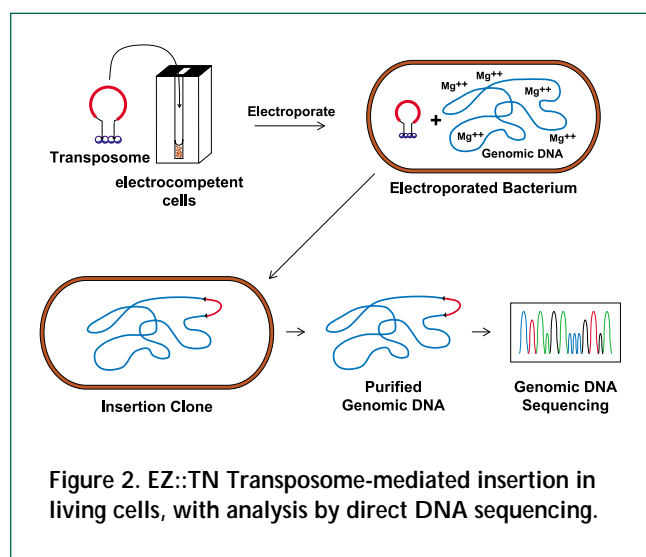 Transposome
electrocompetent
cells
Electroporate
Mg++
Mg++
Mg++
Mg++
Mg++
+
Genomic DNA
Electroporated Bacterium
Insertion Clone
Purified
Genomic DNA
Genomic DNA
Sequencing
Figure 2. EZ::TN Transposome-mediated insertion in
living cells, with analysis by direct DNA sequencing.